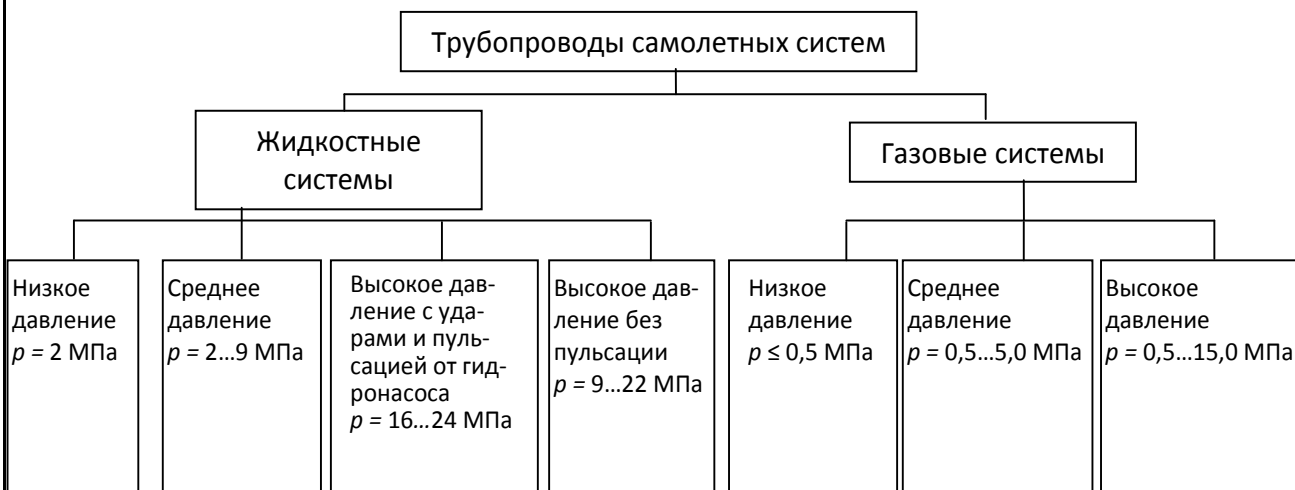 Трубопроводы самолетных систем
Жидкостные
системы
Газовые системы
Низкое
давление
p = 2 МПа
Среднее
давление
p = 2...9 МПа
Высокое дав-
ление с уда-
рами и пуль-
сацией от гид-
ронасоса
p = 16...24 МПа
Высокое дав-
ление без
пульсации
p = 9...22 МПа
Низкое
давление
p ≤ 0,5 МПа
Среднее
давление
p = 0,5...5,0 МПа
Высокое
давление
p = 0,5...15,0 МПа